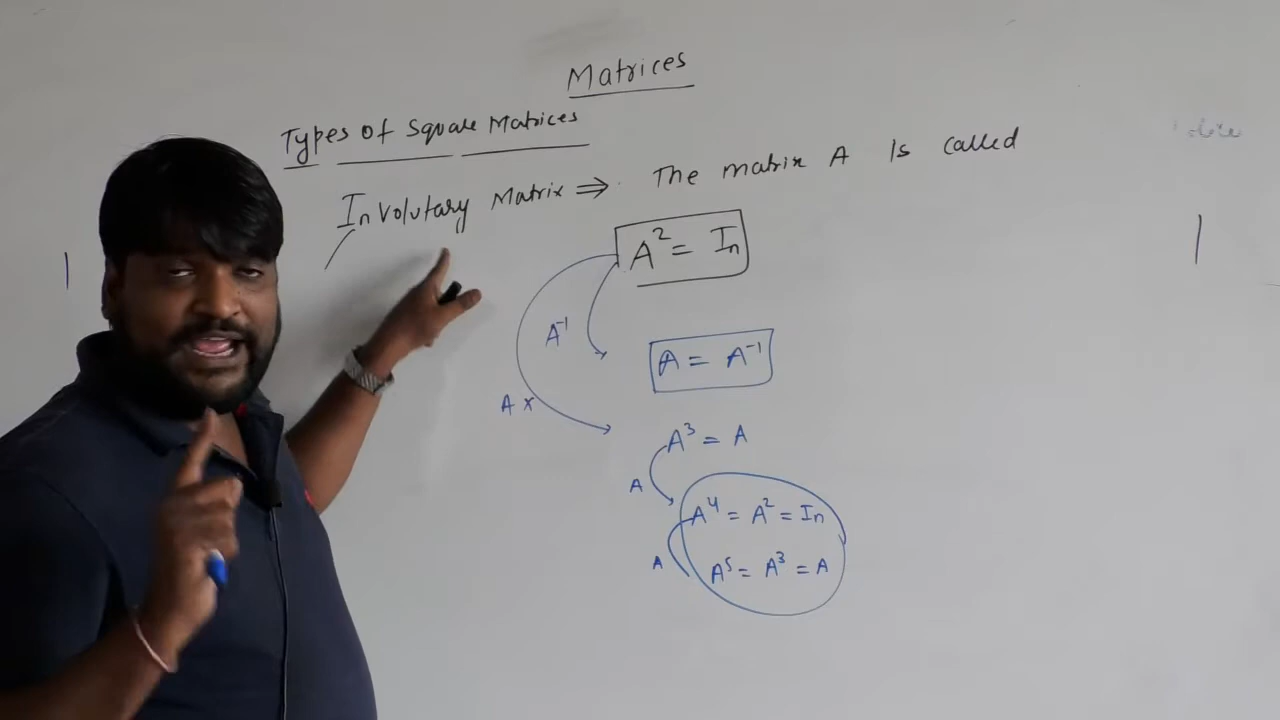 Matrices
Types of Square Matrices
Involutary Matrix ⇒ The matrix A is called
A² = In
A⁻¹
A = A⁻¹
A x
A³ = A
A
A⁴ = A² = In
A
A⁵ = A³ = A